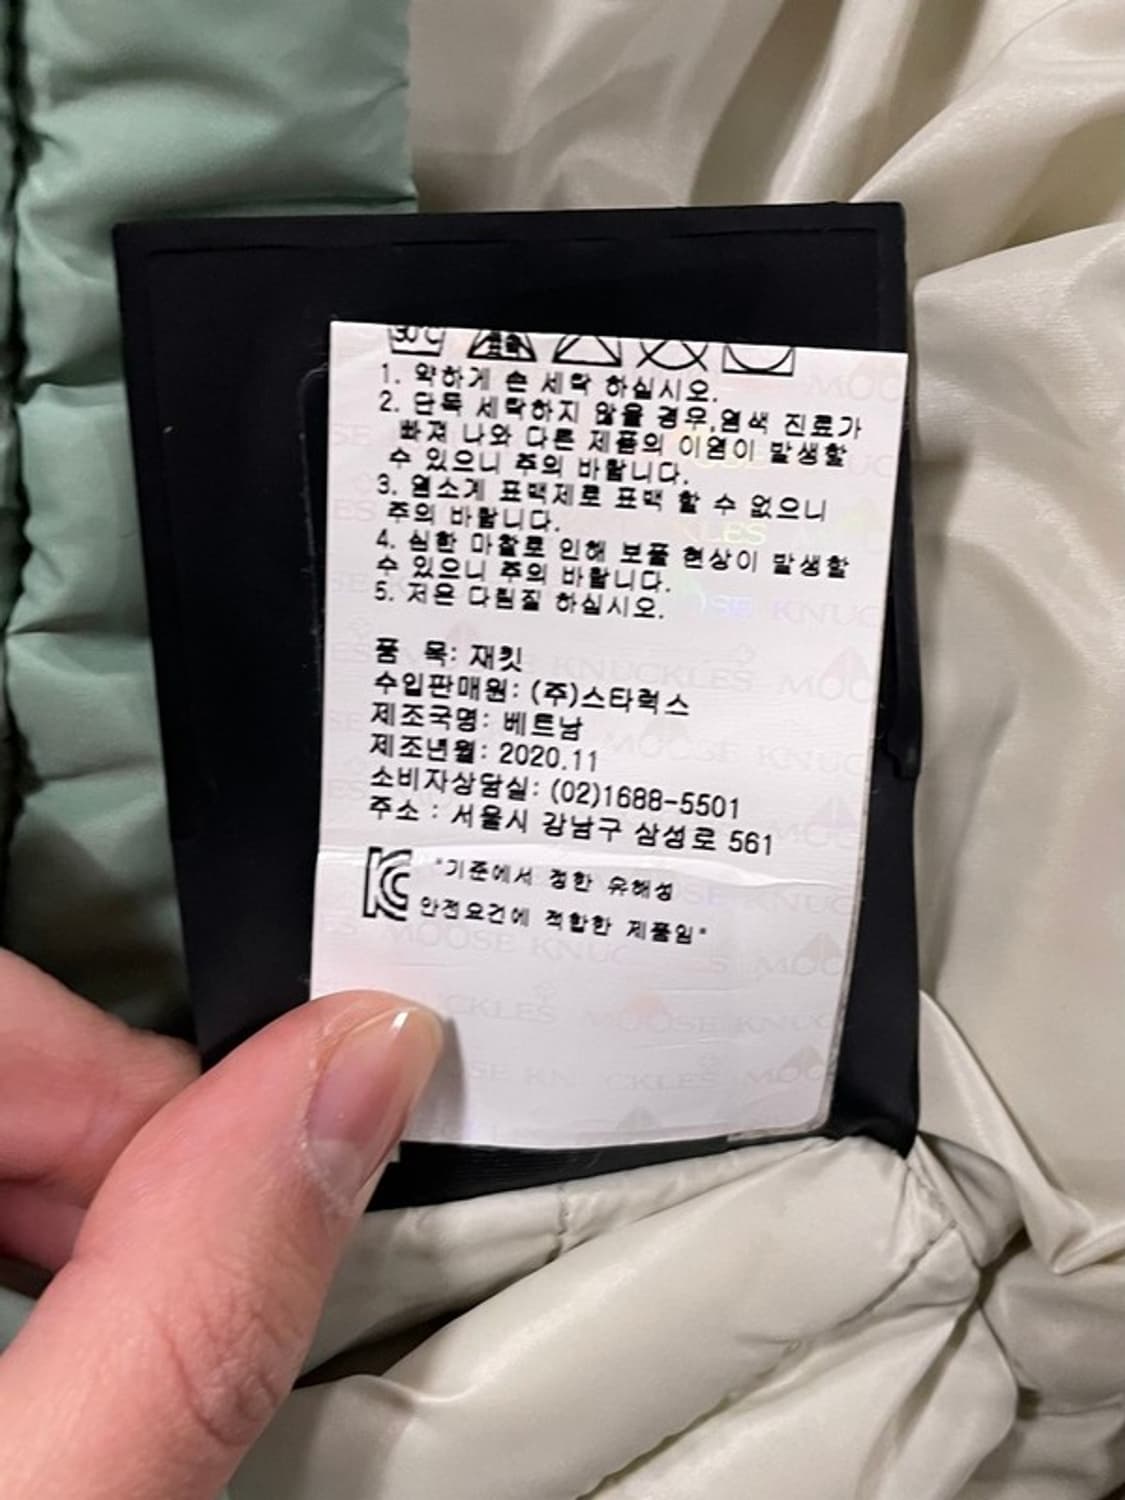 30℃
1. 약하게 손 세탁 하십시오.
2. 단독 세탁하지 않을 경우,염색 진료가
빠져 나와 다른 제품의 이염이 발생할
수 있으니 주의 바랍니다.
3. 염소계 표백제로 표백 할 수 없으니
주의 바랍니다.
4. 심한 마찰로 인해 보풀 현상이 발생할
수 있으니 주의 바랍니다.
5. 저온 다림질 하십시오.
품 목: 재킷
수입판매원: (주)스타럭스
제조국명: 베트남
제조년월: 2020.11
소비자상담실: (02)1688-5501
주소 : 서울시 강남구 삼성로 561
KC "기준에서 정한 유해성
안전요건에 적합한 제품임"
MOOSE KNUCKLES